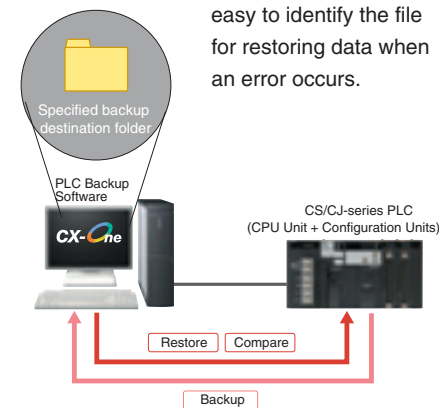 easy to identify the file
for restoring data when
an error occurs.
Specified backup
destination folder
PLC Backup
Software
CX-One
CS/CJ-series PLC
(CPU Unit + Configuration Units)
Restore
Compare
Backup